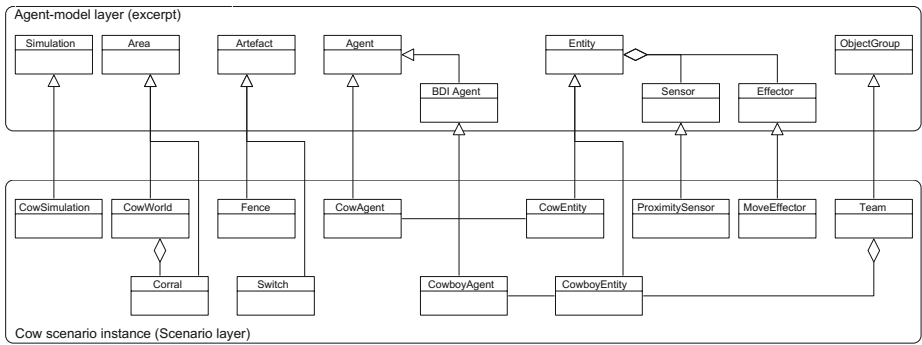 Agent-model layer (excerpt)
Simulation
Area
Artefact
Agent
Entity
ObjectGroup
BDI Agent
Sensor
Effector
CowSimulation
CowWorld
Fence
CowAgent
CowEntity
ProximitySensor
MoveEffector
Team
Corral
Switch
CowboyAgent
CowboyEntity
Cow scenario instance (Scenario layer)